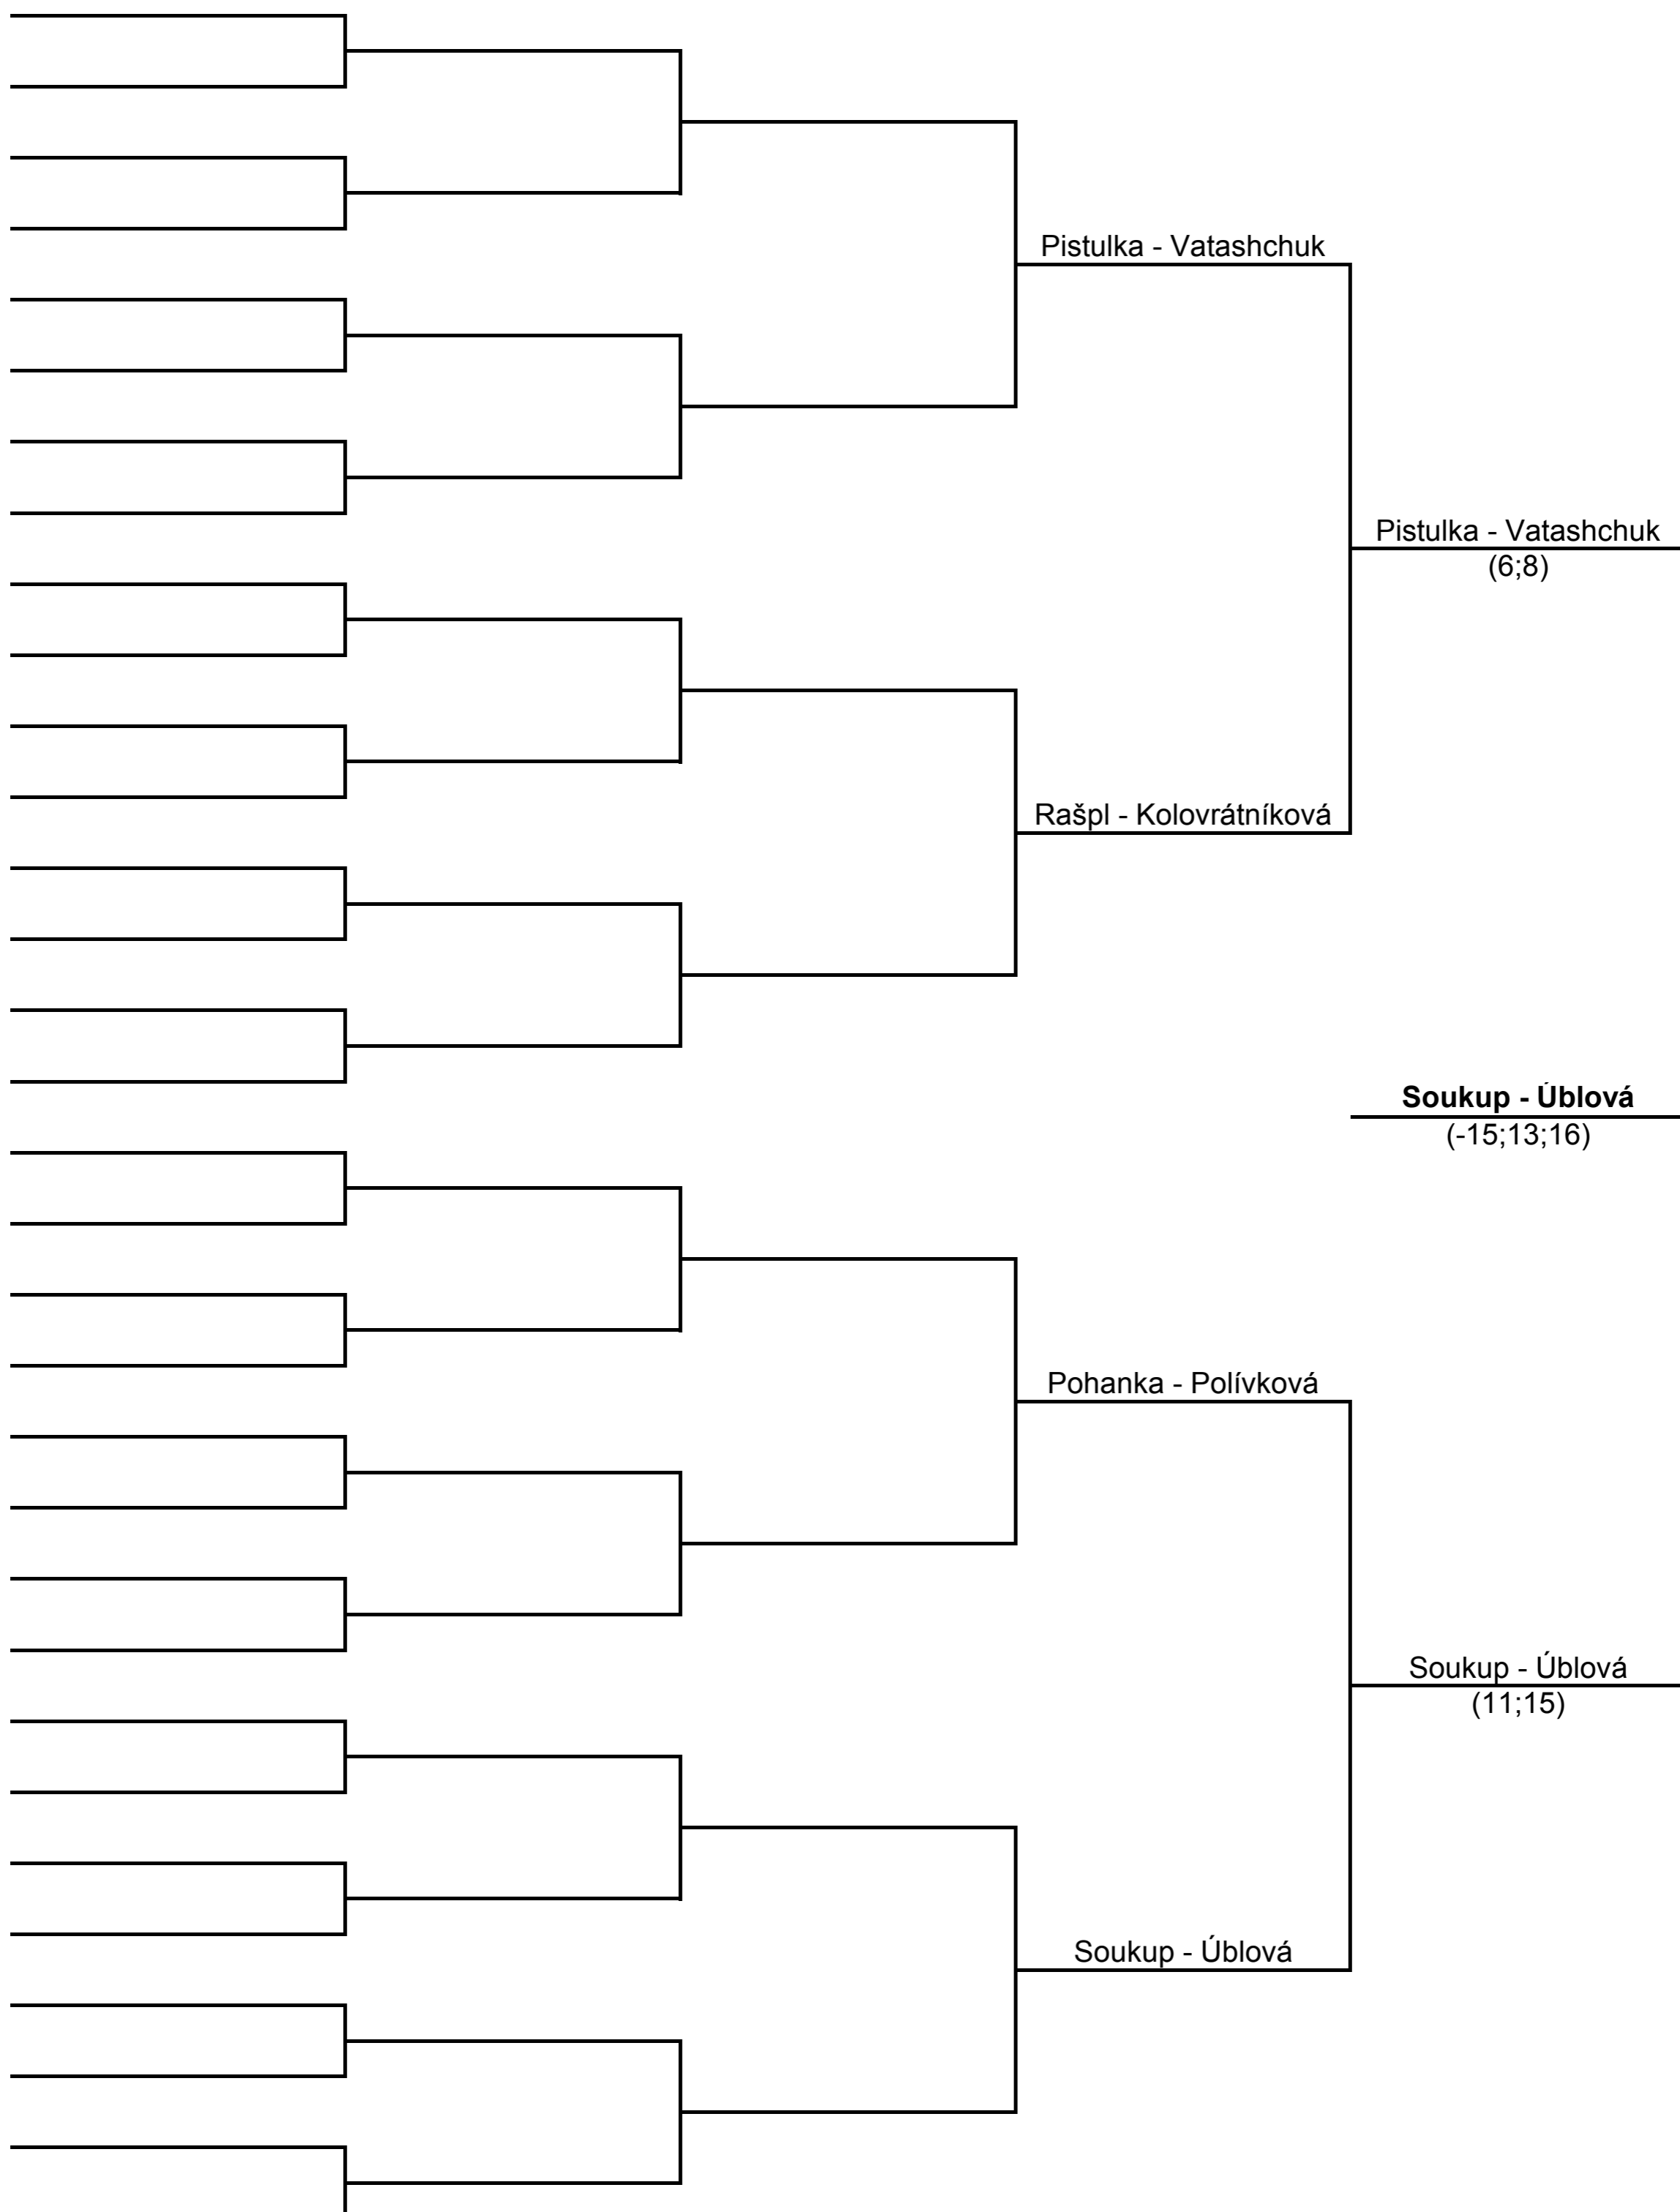 Pistulka - Vatashchuk
Pistulka - Vatashchuk
(6;8)
Rašpl - Kolovrátníková
Soukup - Úblová
(-15;13;16)
Pohanka - Polívková
Soukup - Úblová
(11;15)
Soukup - Úblová